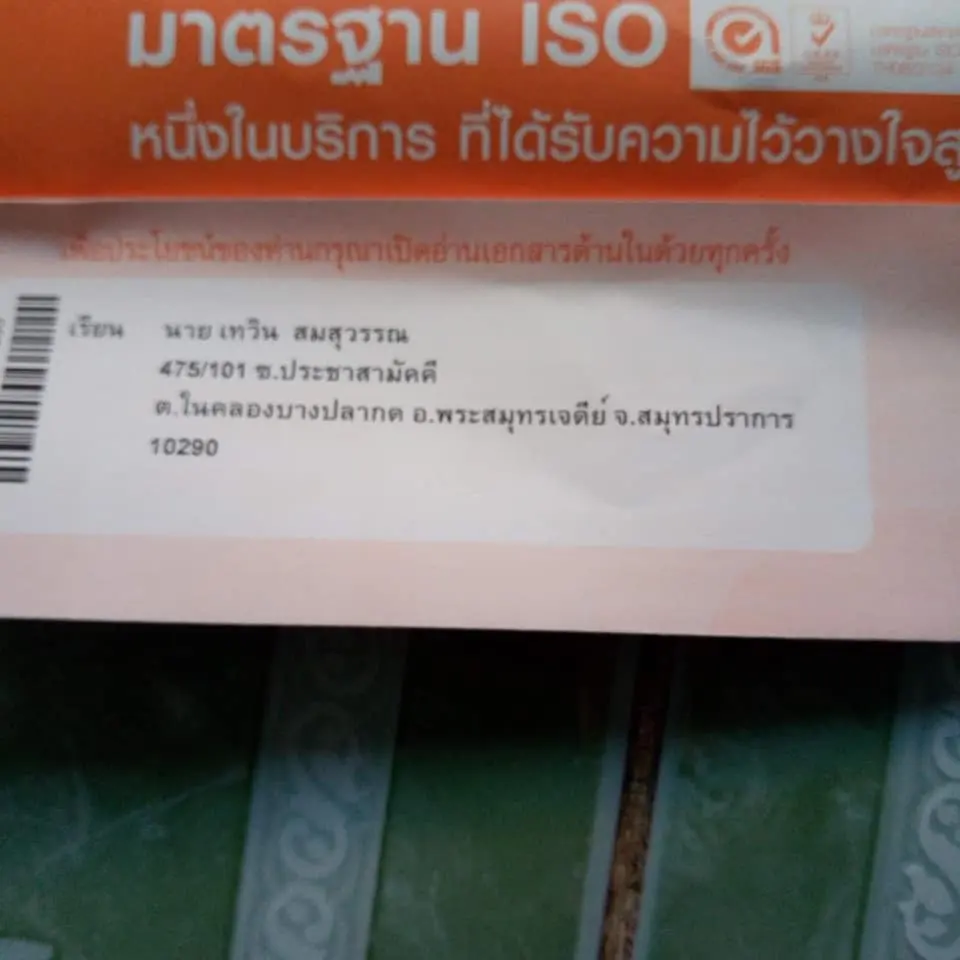 มาตรฐาน ISO
หนึ่งในบริการ ที่ได้รับความไว้วางใจสู
เพื่อประโยชน์ของท่านกรุณาเปิดอ่านเอกสารด้านในด้วยทุกครั้ง
เรียน นาย เทวิน สมสุวรรณ
475/101 ซ.ประชาสามัคคี
ต.ในคลองบางปลากด อ.พระสมุทรเจดีย์ จ.สมุทรปราการ
10290